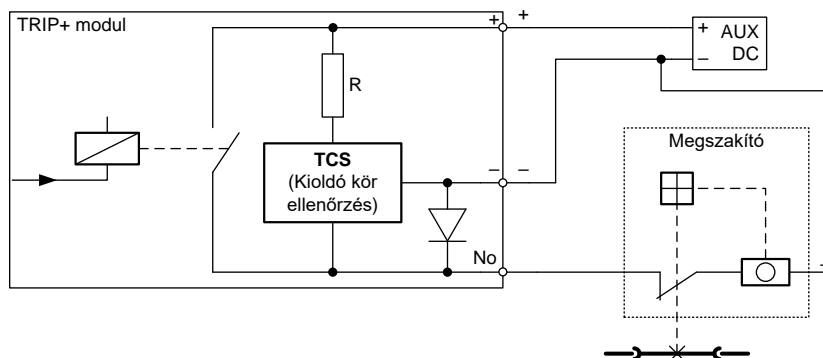 TRIP+ modul
+
+
+
AUX
DC
–
R
TCS
(Kioldó kör
ellenőrzés)
–
–
Megszakító
No
–